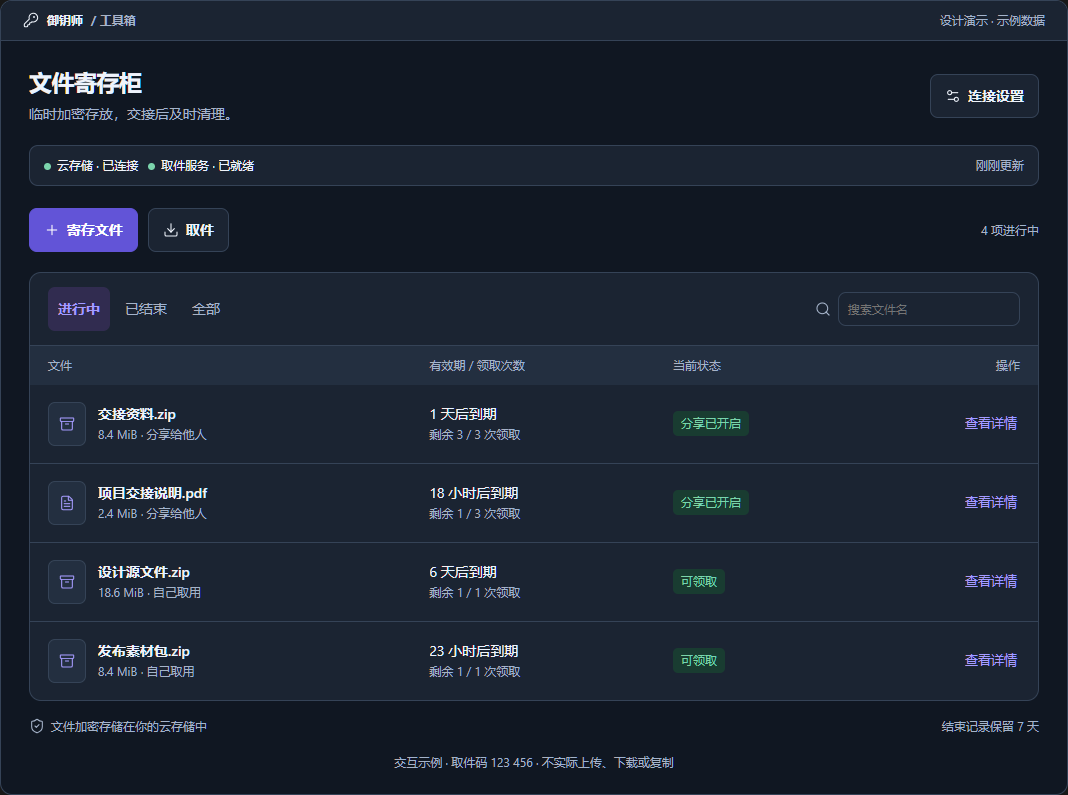 御钥师 / 工具箱 设计演示 · 示例数据
文件寄存柜
临时加密存放，交接后及时清理。
连接设置
云存储 · 已连接 取件服务 · 已就绪 刚刚更新
寄存文件 取件 4 项进行中
进行中 已结束 全部 搜索文件名
文件 有效期 / 领取次数 当前状态 操作
交接资料.zip 1 天后到期 分享已开启 查看详情
8.4 MiB · 分享给他人 剩余 3 / 3 次领取
项目交接说明.pdf 18 小时后到期 分享已开启 查看详情
2.4 MiB · 分享给他人 剩余 1 / 3 次领取
设计源文件.zip 6 天后到期 可领取 查看详情
18.6 MiB · 自己取用 剩余 1 / 1 次领取
发布素材包.zip 23 小时后到期 可领取 查看详情
8.4 MiB · 自己取用 剩余 1 / 1 次领取
文件加密存储在你的云存储中 结束记录保留 7 天
交互示例 · 取件码 123 456 · 不实际上传、下载或复制